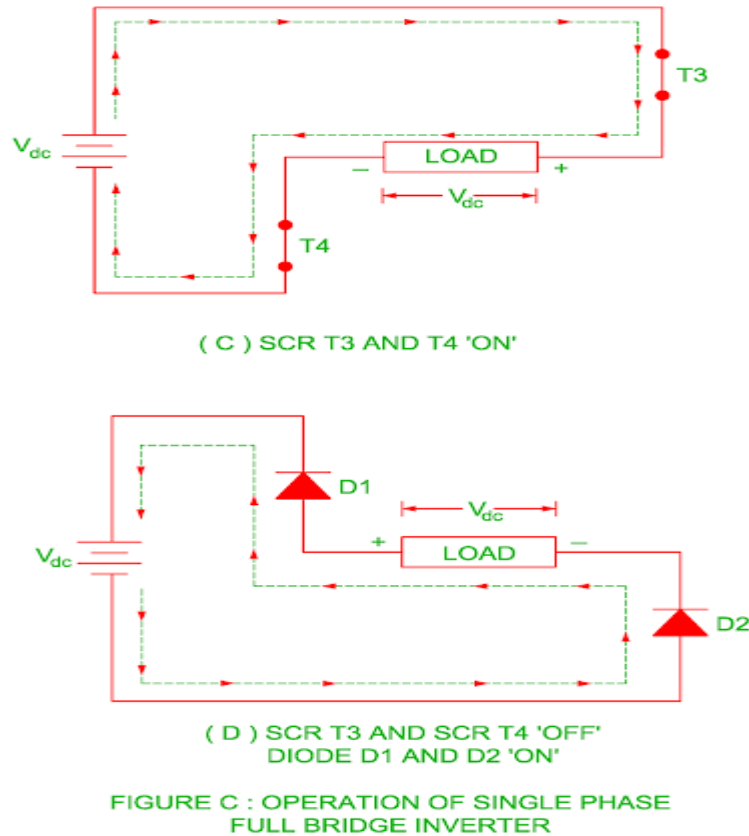 T3
Vdc
LOAD
− +
Vdc
T4
( C ) SCR T3 AND T4 'ON'
D1
Vdc
+ −
Vdc
LOAD
D2
( D ) SCR T3 AND SCR T4 'OFF'
DIODE D1 AND D2 'ON'
FIGURE C : OPERATION OF SINGLE PHASE
FULL BRIDGE INVERTER